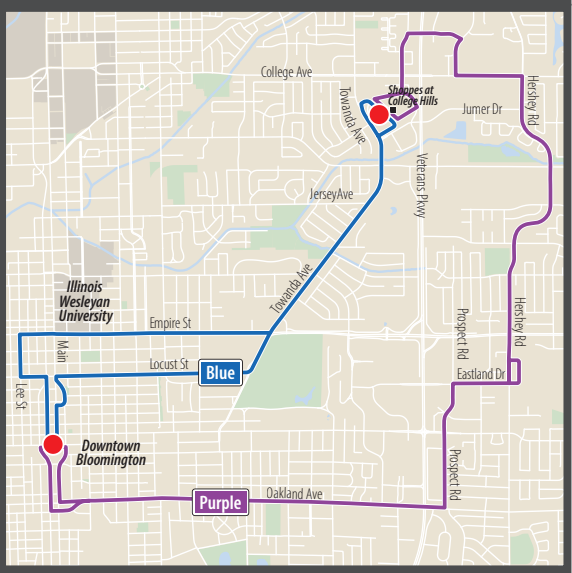 College Ave
Shoppes at
College Hills
Hershey Rd
Towanda Ave
Jumer Dr
Veterans Pkwy
JerseyAve
Towanda Ave
Illinois
Wesleyan
University
Empire St
Main
Locust St
Blue
Prospect Rd
Hershey Rd
Eastland Dr
Lee St
Downtown
Bloomington
Prospect Rd
Purple
Oakland Ave